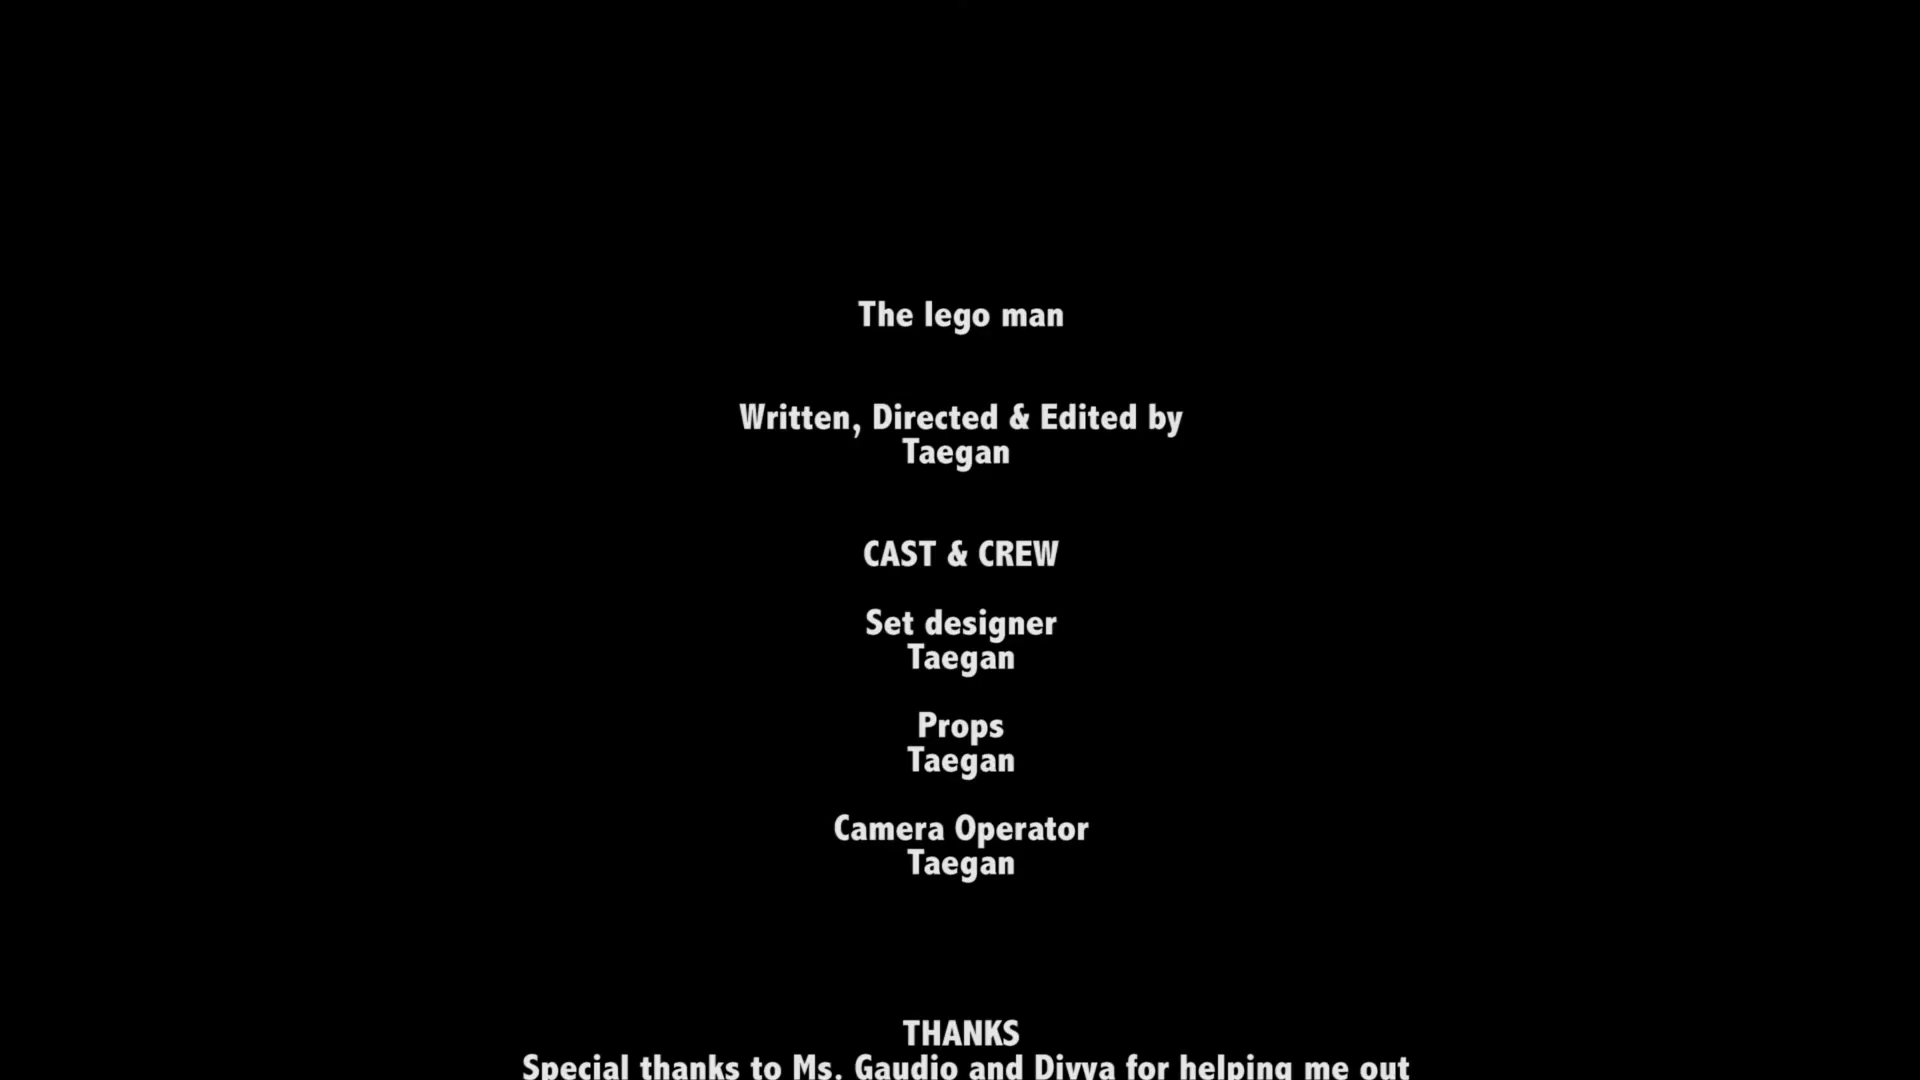 The lego man
Written, Directed & Edited by
Taegan
CAST & CREW
Set designer
Taegan
Props
Taegan
Camera Operator
Taegan
THANKS
Special thanks to Ms. Gaudio and Divya for helping me out